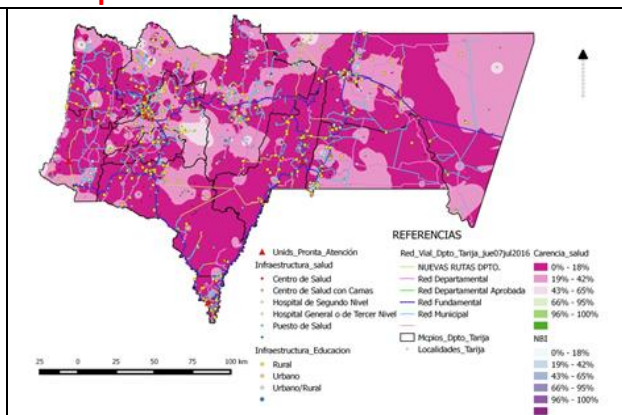 REFERENCIAS
Unids_Pronta_Atención
Infraestructura_salud
Centro de Salud
Centro de Salud con Camas
Hospital de Segundo Nivel
Hospital General o de Tercer Nivel
Puesto de Salud
Infraestructura_Educacion
Rural
Urbano
Urbano/Rural
Red_Vial_Dpto_Tarija_jue07jul2016
NUEVAS RUTAS DPTO.
Red Departamental
Red Departamental Aprobada
Red Fundamental
Red Municipal
Mcpios_Dpto_Tarija
Localidades_Tarija
Carencia_salud
0% - 18%
19% - 42%
43% - 65%
66% - 95%
96% - 100%
NBI
0% - 18%
19% - 42%
43% - 65%
66% - 95%
96% - 100%
25 0 25 50 75 100 km